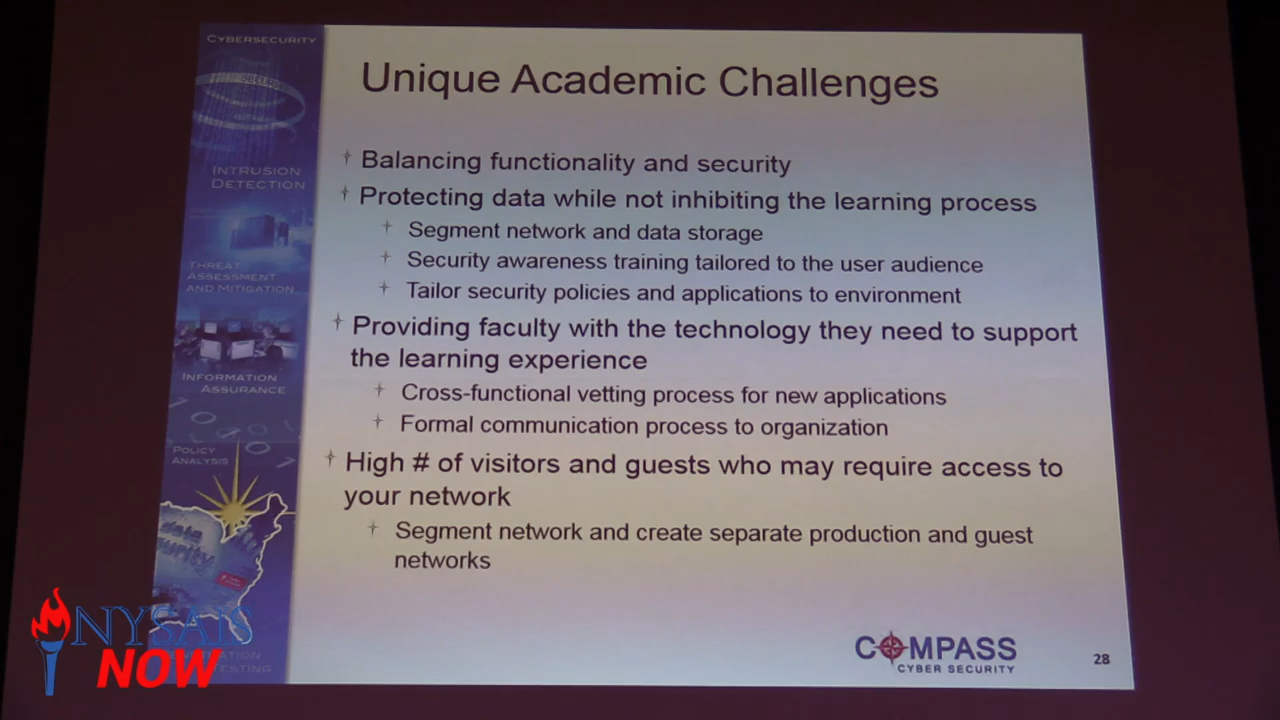 CYBERSECURITY
Unique Academic Challenges
Balancing functionality and security
INTRUSION
DETECTION
Protecting data while not inhibiting the learning process
Segment network and data storage
Security awareness training tailored to the user audience
THREAT
ASSESSMENT
AND MITIGATION
Tailor security policies and applications to environment
Providing faculty with the technology they need to support
the learning experience
INFORMATION
ASSURANCE
Cross-functional vetting process for new applications
Formal communication process to organization
POLICY
ANALYSIS
High # of visitors and guests who may require access to
your network
Segment network and create separate production and guest
networks
data
security
NYSAIS
NOW
TESTING
COMPASS
CYBER SECURITY
28